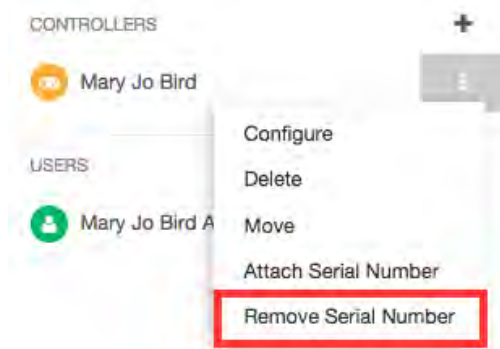 CONTROLLERS +
Mary Jo Bird
Configure
USERS
Delete
Mary Jo Bird A
Move
Attach Serial Number
Remove Serial Number